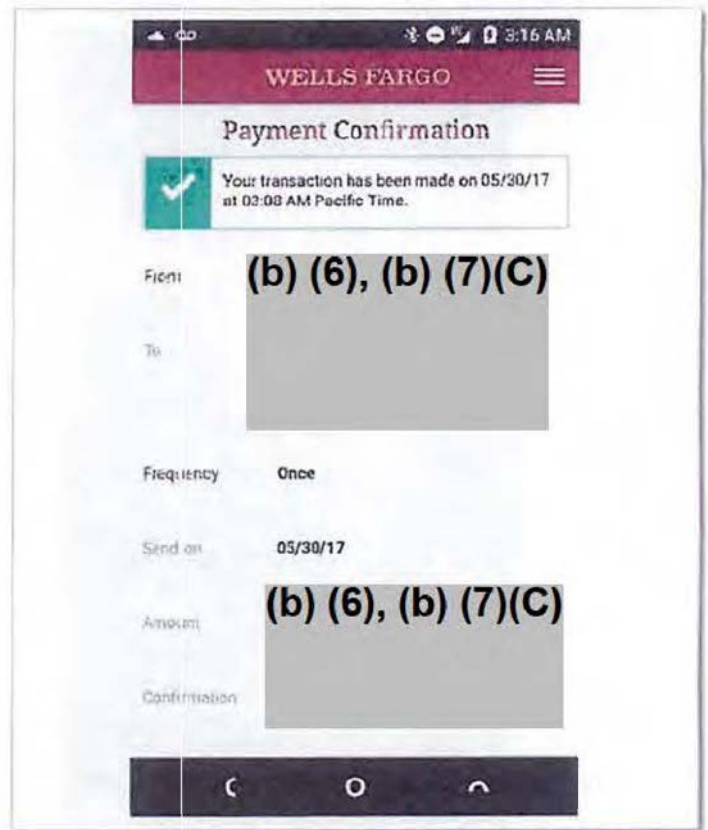 3:16 AM
WELLS FARGO
Payment Confirmation
Your transaction has been made on 05/30/17
at 03:08 AM Pacific Time.
From (b) (6), (b) (7)(C)
To
Frequency Once
Send on 05/30/17
Amount (b) (6), (b) (7)(C)
Confirmation